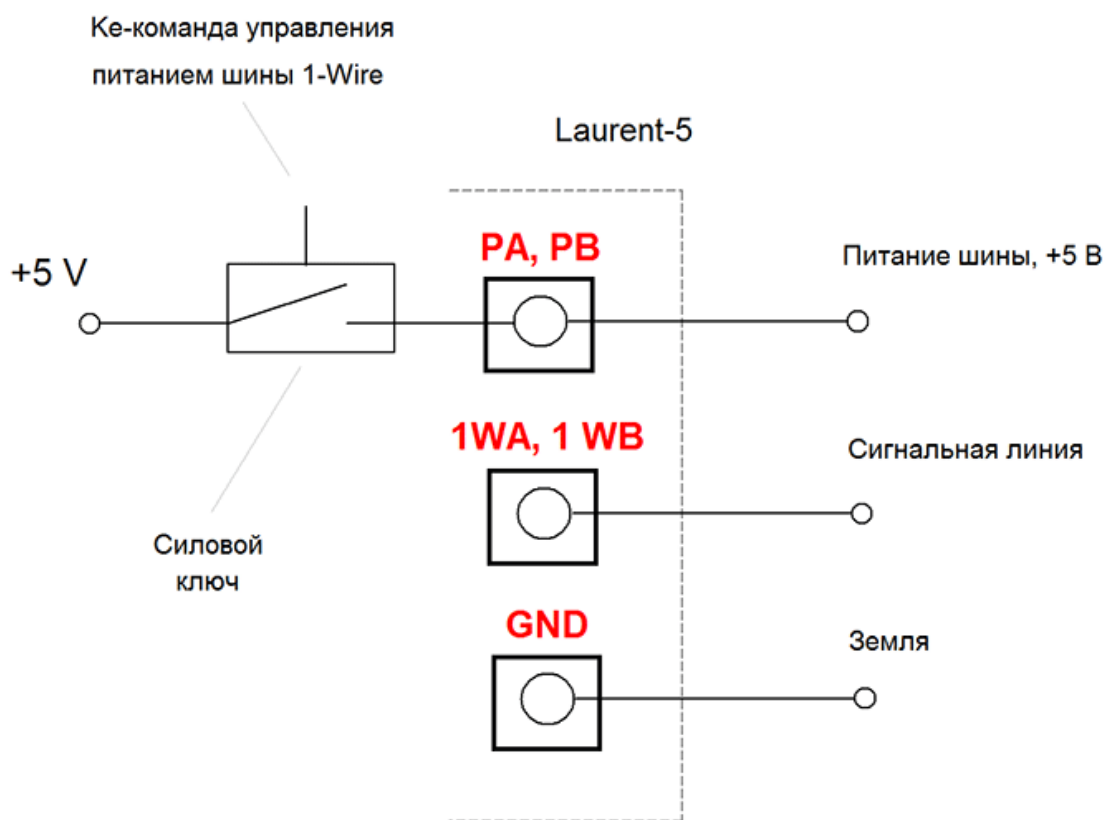 Ke-команда управления
питанием шины 1-Wire
Laurent-5
PA, PB
+5 V
Питание шины, +5 В
1WA, 1 WB
Сигнальная линия
Силовой
ключ
GND
Земля